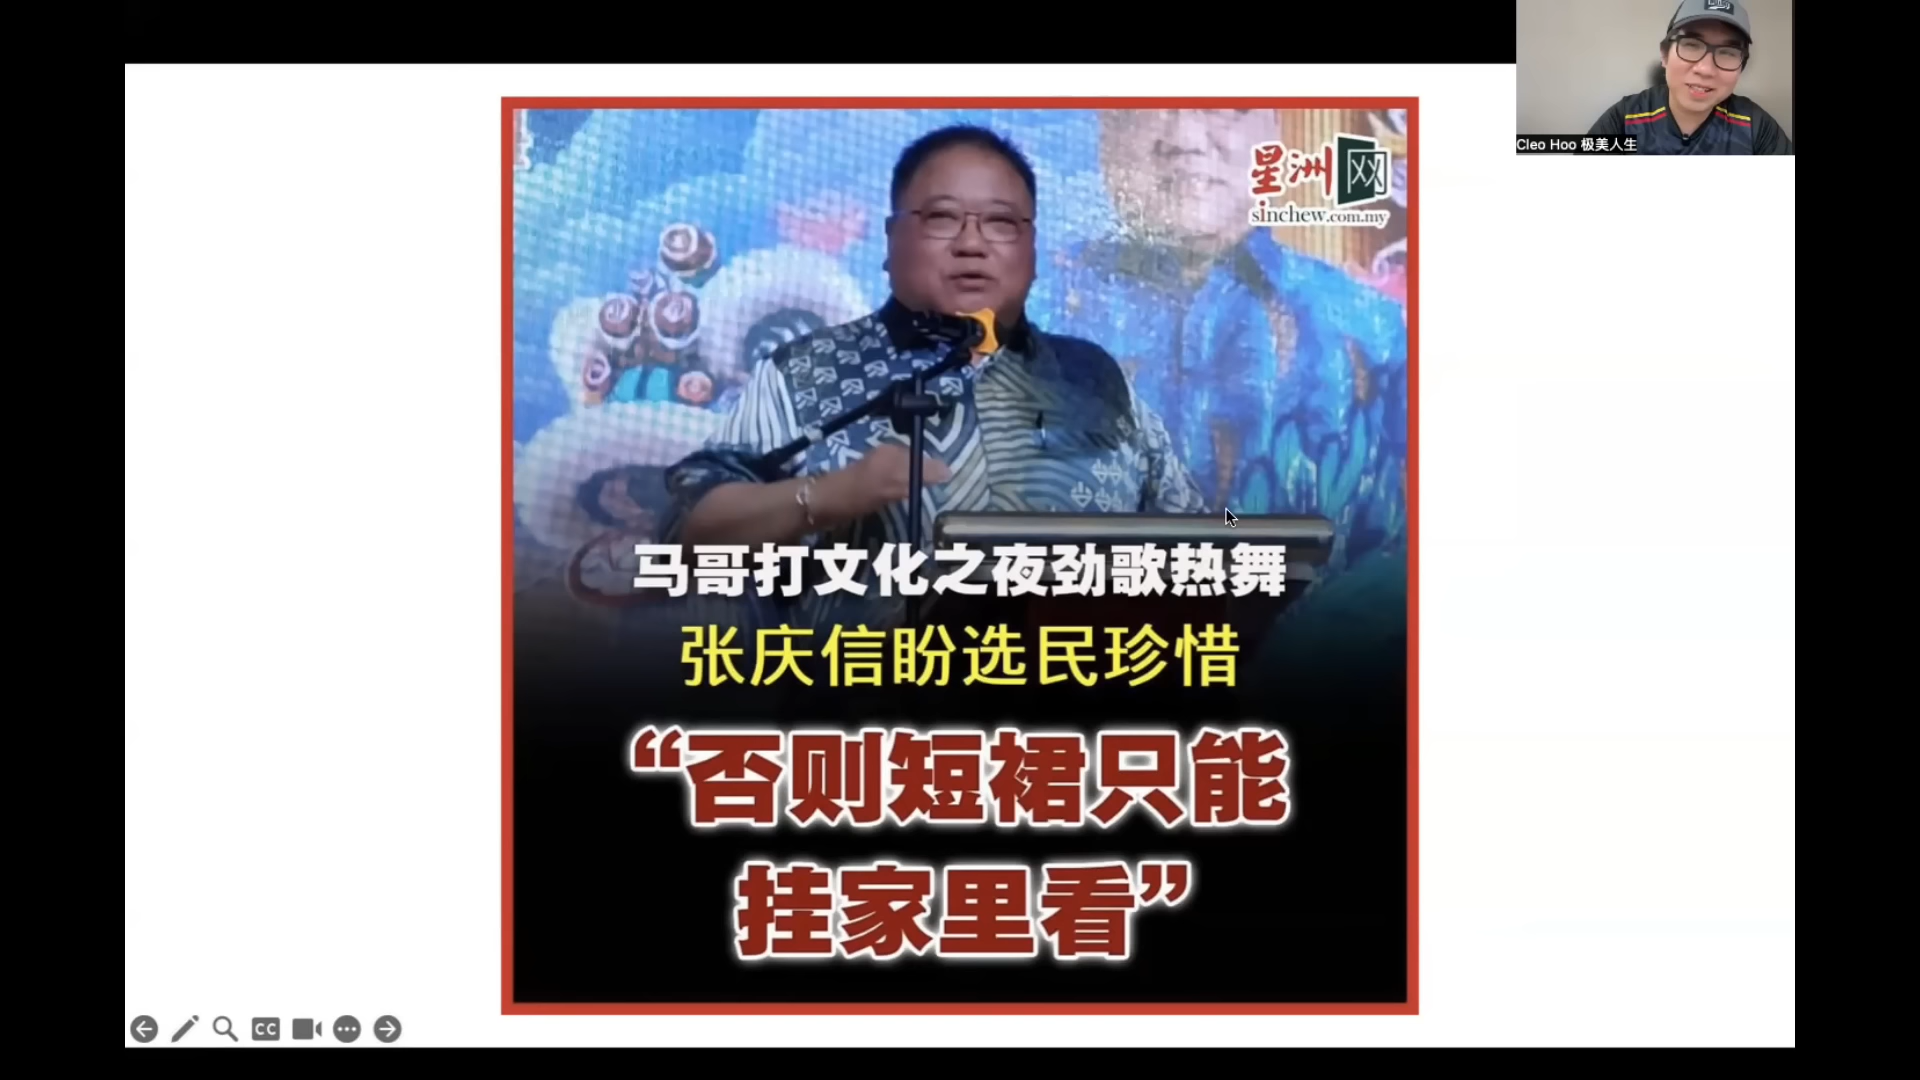 Cleo Hoo 极美人生
星洲网
sinchew.com.my
马哥打文化之夜劲歌热舞
张庆信盼选民珍惜
“否则短裙只能
挂家里看”
CC